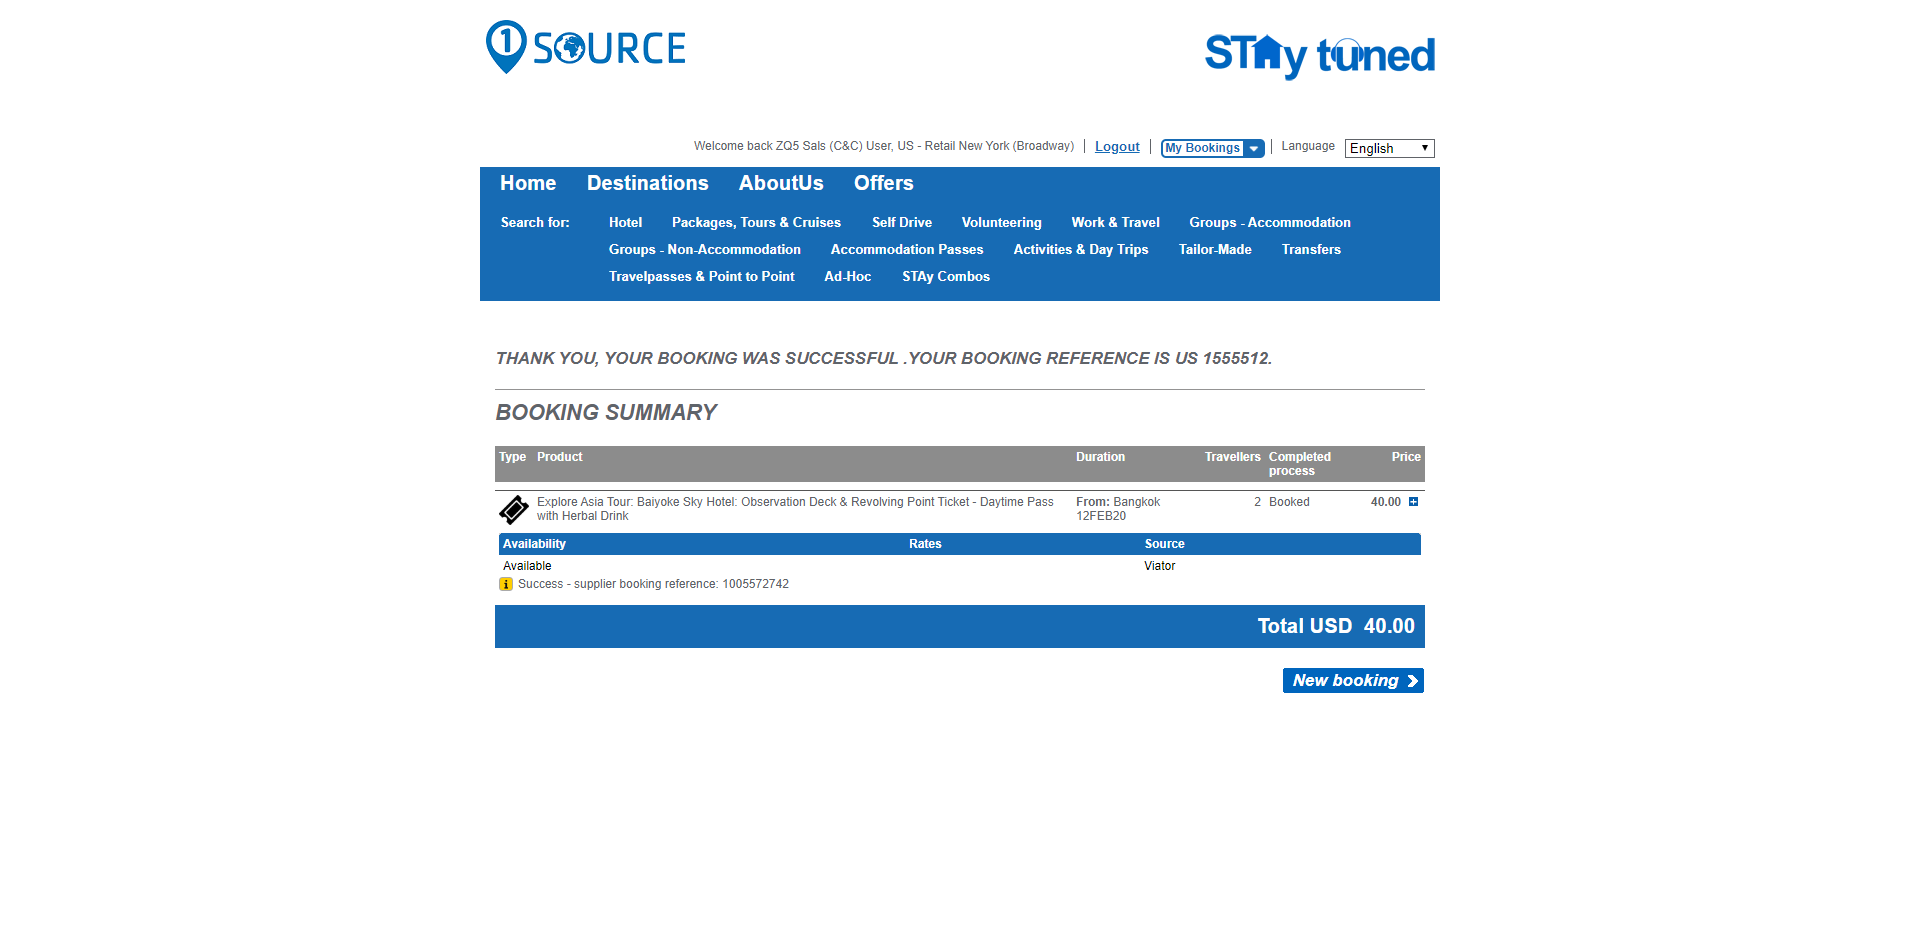 1 SOURCE
STAy tuned
Welcome back ZQ5 Sals (C&C) User, US - Retail New York (Broadway) Logout My Bookings Language English
Home Destinations AboutUs Offers
Search for: Hotel Packages, Tours & Cruises Self Drive Volunteering Work & Travel Groups - Accommodation
Groups - Non-Accommodation Accommodation Passes Activities & Day Trips Tailor-Made Transfers
Travelpasses & Point to Point Ad-Hoc STAy Combos
THANK YOU, YOUR BOOKING WAS SUCCESSFUL .YOUR BOOKING REFERENCE IS US 1555512.
BOOKING SUMMARY
Type Product Duration Travellers Completed process Price
Explore Asia Tour: Baiyoke Sky Hotel: Observation Deck & Revolving Point Ticket - Daytime Pass From: Bangkok 2 Booked 40.00
with Herbal Drink 12FEB20
Availability Rates Source
Available Viator
i Success - supplier booking reference: 1005572742
Total USD 40.00
New booking